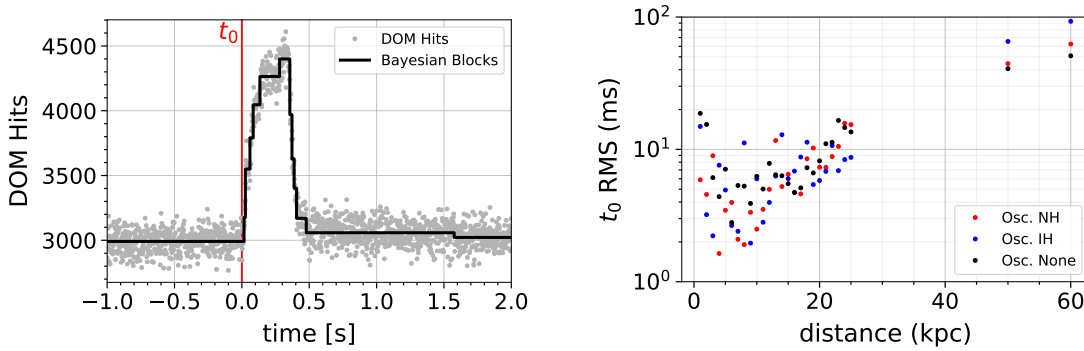 t₀
DOM Hits
Bayesian Blocks
4500
4000
3500
3000
DOM Hits
−1.0 −0.5 0.0 0.5 1.0 1.5 2.0
time [s]
10²
10¹
10⁰
t₀ RMS (ms)
Osc. NH
Osc. IH
Osc. None
0 20 40 60
distance (kpc)